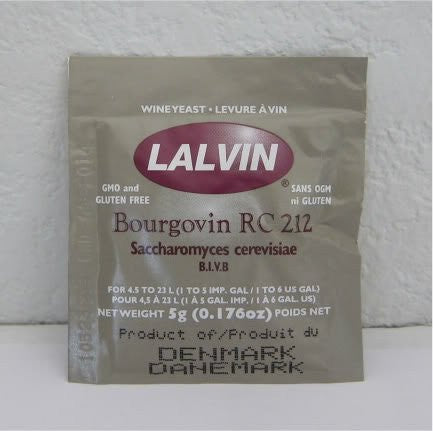 WINE YEAST • LEVURE À VIN
LALVIN
®
GMO and
GLUTEN FREE
SANS OGM
ni GLUTEN
Bourgovin RC 212
Saccharomyces cerevisiae
B.I.V.B
FOR 4.5 TO 23 L (1 TO 5 IMP. GAL / 1 TO 6 US GAL)
POUR 4,5 À 23 L (1 À 5 GAL. IMP. / 1 À 6 GAL. US)
NET WEIGHT 5g (0.176oz) POIDS NET
Product of/Produit du
DENMARK
DANEMARK